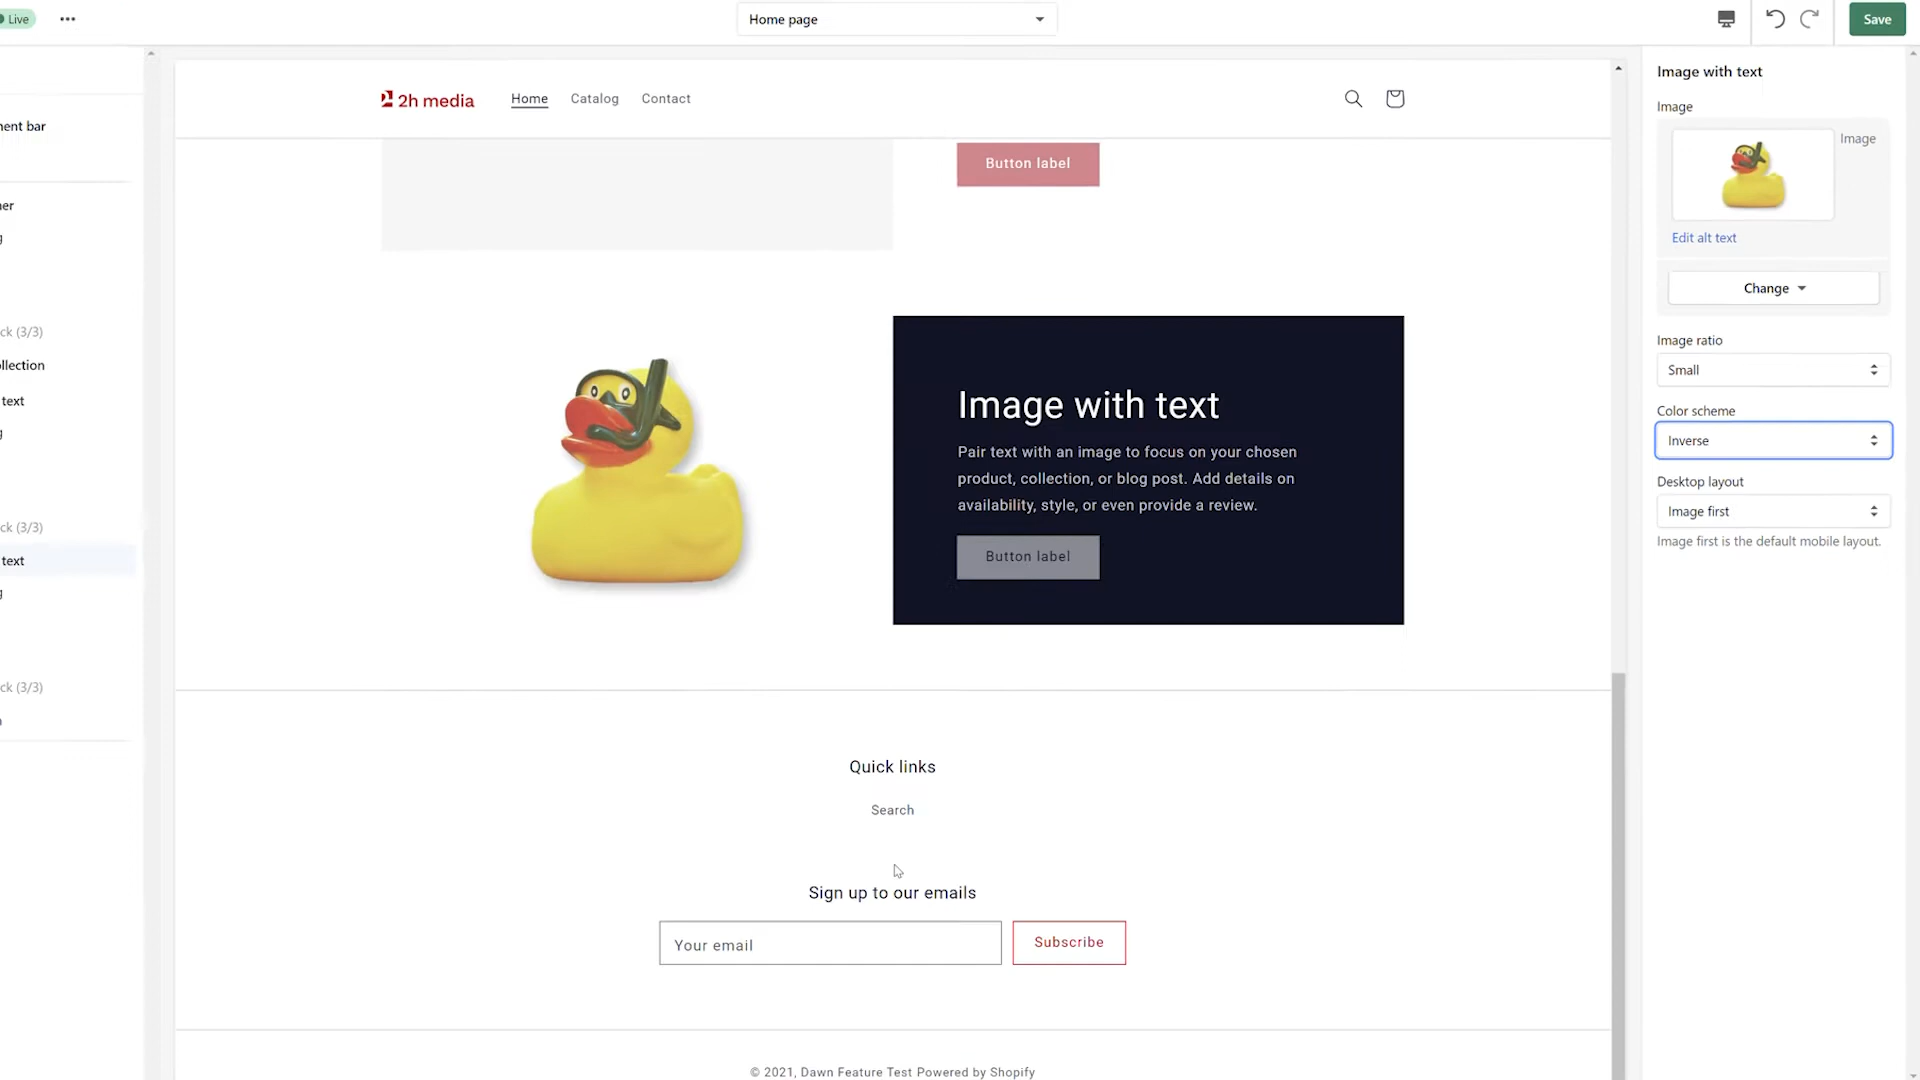 Live
Home page
Save
ment bar
ner
g
ck (3/3)
ollection
text
g
ck (3/3)
text
g
ck (3/3)
n
2h media
Home
Catalog
Contact
Button label
Image with text
Pair text with an image to focus on your chosen
product, collection, or blog post. Add details on
availability, style, or even provide a review.
Button label
Quick links
Search
Sign up to our emails
Your email
Subscribe
© 2021, Dawn Feature Test Powered by Shopify
Image with text
Image
Image
Edit alt text
Change
Image ratio
Small
Color scheme
Inverse
Desktop layout
Image first
Image first is the default mobile layout.